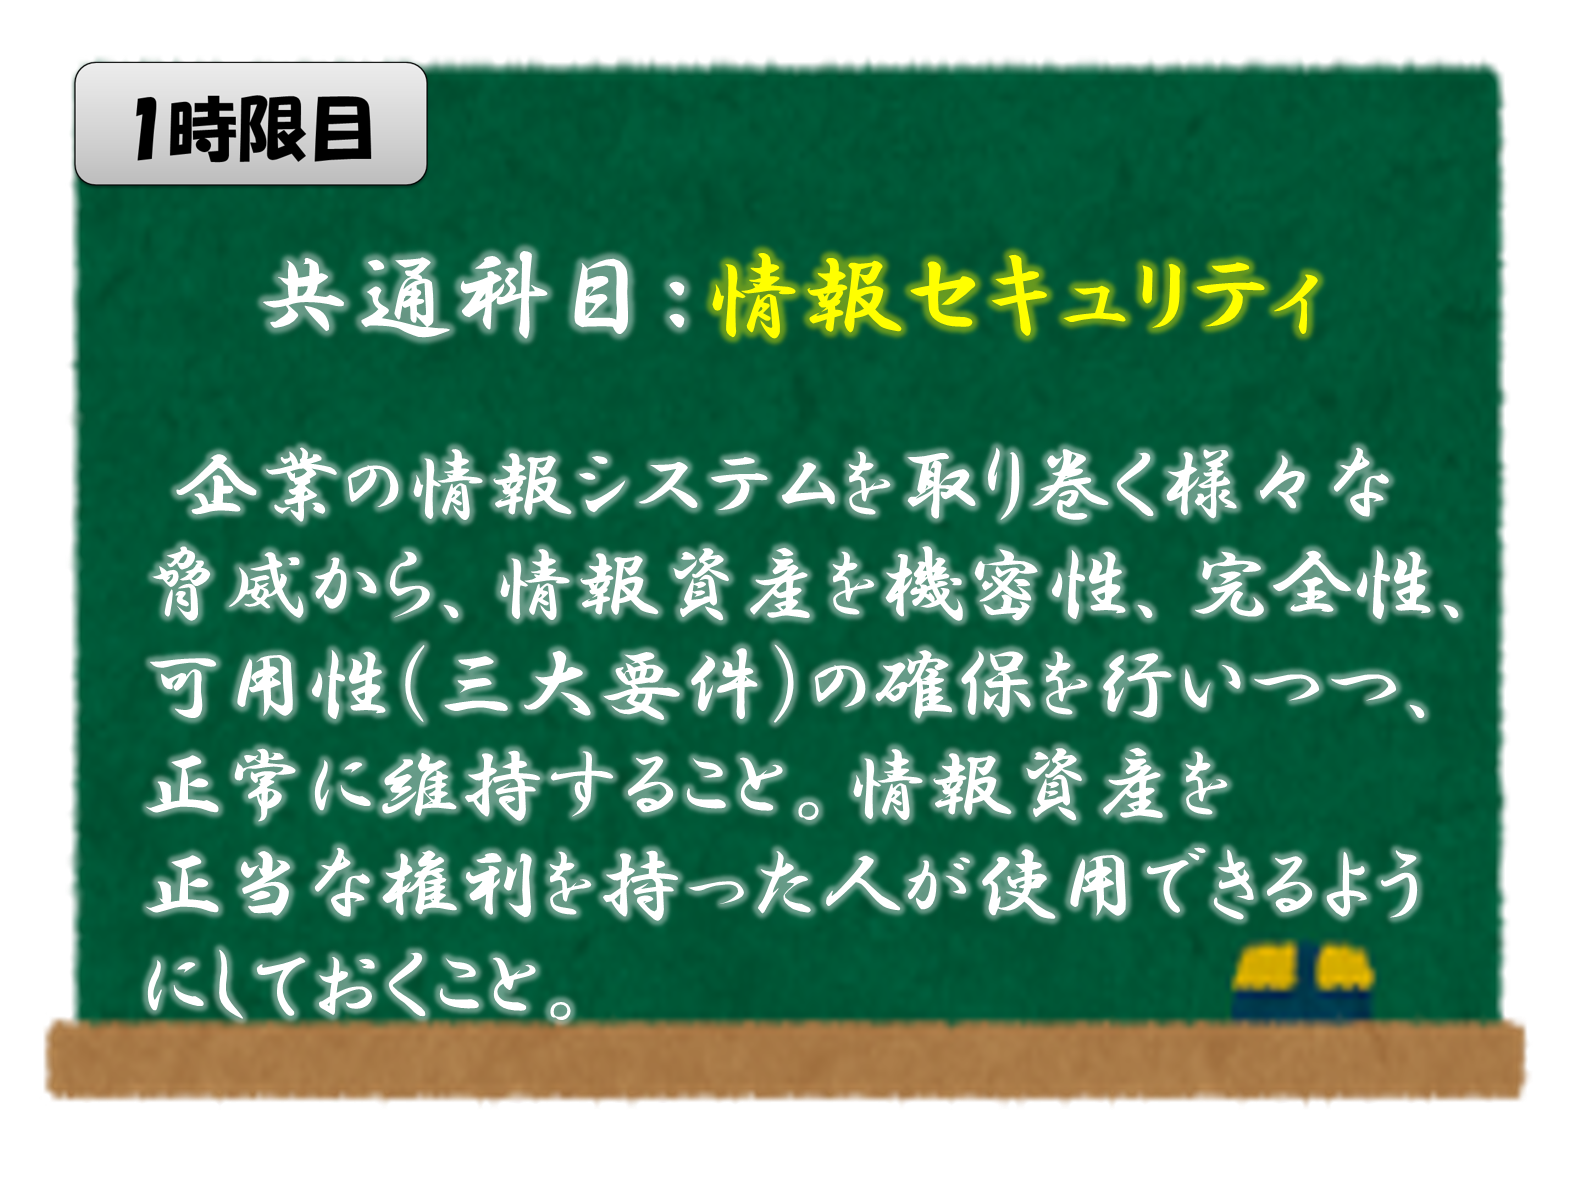 1時限目
共通科目:情報セキュリティ
企業の情報システムを取り巻く様々な
脅威から、情報資産を機密性、完全性、
可用性(三大要件)の確保を行いつつ、
正常に維持すること。情報資産を
正当な権利を持った人が使用できるよう
にしておくこと。